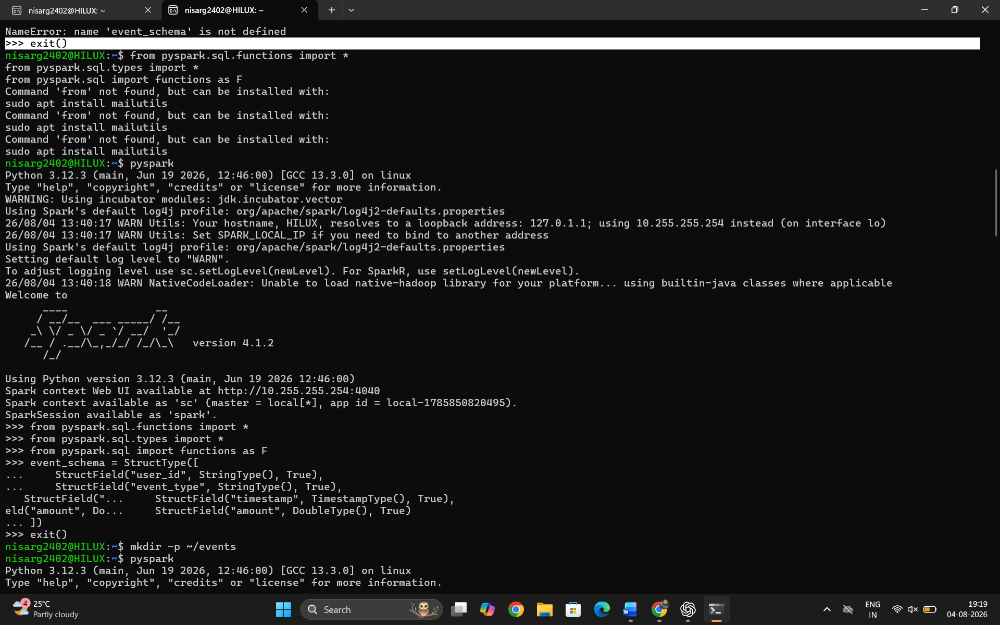 nisarg2402@HILUX: ~
nisarg2402@HILUX: ~
NameError: name 'event_schema' is not defined
>>> exit()
nisarg2402@HILUX:~$ from pyspark.sql.functions import *
from pyspark.sql.types import *
from pyspark.sql import functions as F
Command 'from' not found, but can be installed with:
sudo apt install mailutils
Command 'from' not found, but can be installed with:
sudo apt install mailutils
Command 'from' not found, but can be installed with:
sudo apt install mailutils
nisarg2402@HILUX:~$ pyspark
Python 3.12.3 (main, Jun 19 2026, 12:46:00) [GCC 13.3.0] on linux
Type "help", "copyright", "credits" or "license" for more information.
WARNING: Using incubator modules: jdk.incubator.vector
Using Spark's default log4j profile: org/apache/spark/log4j2-defaults.properties
26/08/04 13:40:17 WARN Utils: Your hostname, HILUX, resolves to a loopback address: 127.0.1.1; using 10.255.255.254 instead (on interface lo)
26/08/04 13:40:17 WARN Utils: Set SPARK_LOCAL_IP if you need to bind to another address
Using Spark's default log4j profile: org/apache/spark/log4j2-defaults.properties
Setting default log level to "WARN".
To adjust logging level use sc.setLogLevel(newLevel). For SparkR, use setLogLevel(newLevel).
26/08/04 13:40:18 WARN NativeCodeLoader: Unable to load native-hadoop library for your platform... using builtin-java classes where applicable
Welcome to
      ____              __
     / __/__  ___ _____/ /__
    _\ \/ _ \/ _ `/ __/  '_/
   /__ / .__/\_,_/_/ /_/\_\   version 4.1.2
      /_/
Using Python version 3.12.3 (main, Jun 19 2026 12:46:00)
Spark context Web UI available at http://10.255.255.254:4040
Spark context available as 'sc' (master = local[*], app id = local-1785850820495).
SparkSession available as 'spark'.
>>> from pyspark.sql.functions import *
>>> from pyspark.sql.types import *
>>> from pyspark.sql import functions as F
>>> event_schema = StructType([
...     StructField("user_id", StringType(), True),
...     StructField("event_type", StringType(), True),
   StructField("...     StructField("timestamp", TimestampType(), True),
eld("amount", Do...     StructField("amount", DoubleType(), True)
... ])
>>> exit()
nisarg2402@HILUX:~$ mkdir -p ~/events
nisarg2402@HILUX:~$ pyspark
Python 3.12.3 (main, Jun 19 2026, 12:46:00) [GCC 13.3.0] on linux
Type "help", "copyright", "credits" or "license" for more information.
4
25°C
Partly cloudy
Search
ENG
IN
19:19
04-08-2026